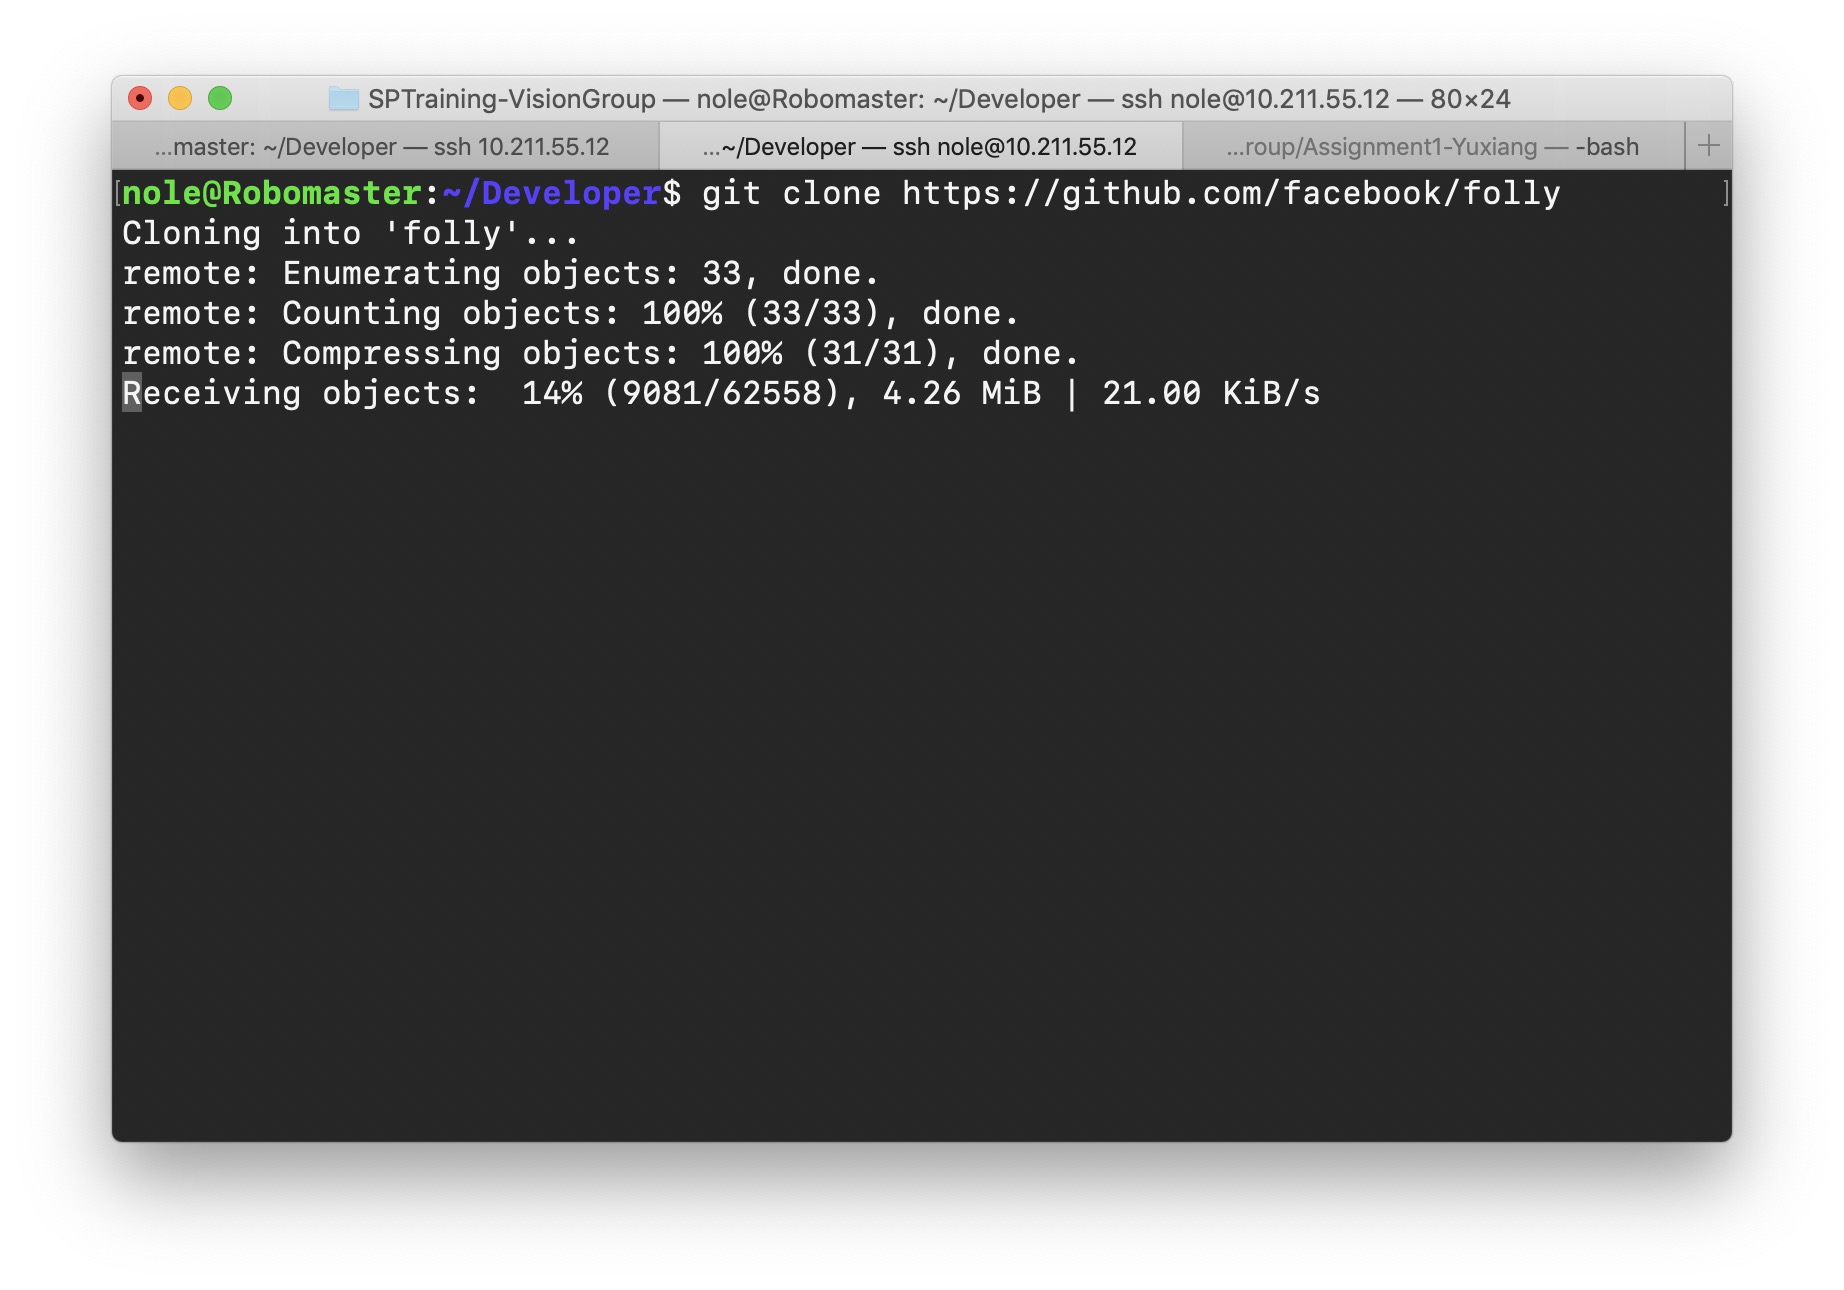 SPTraining-VisionGroup — nole@Robomaster: ~/Developer — ssh nole@10.211.55.12 — 80×24
...master: ~/Developer — ssh 10.211.55.12
...~/Developer — ssh nole@10.211.55.12
...roup/Assignment1-Yuxiang — -bash
[nole@Robomaster:~/Developer$ git clone https://github.com/facebook/folly ]
Cloning into 'folly'...
remote: Enumerating objects: 33, done.
remote: Counting objects: 100% (33/33), done.
remote: Compressing objects: 100% (31/31), done.
Receiving objects:  14% (9081/62558), 4.26 MiB | 21.00 KiB/s